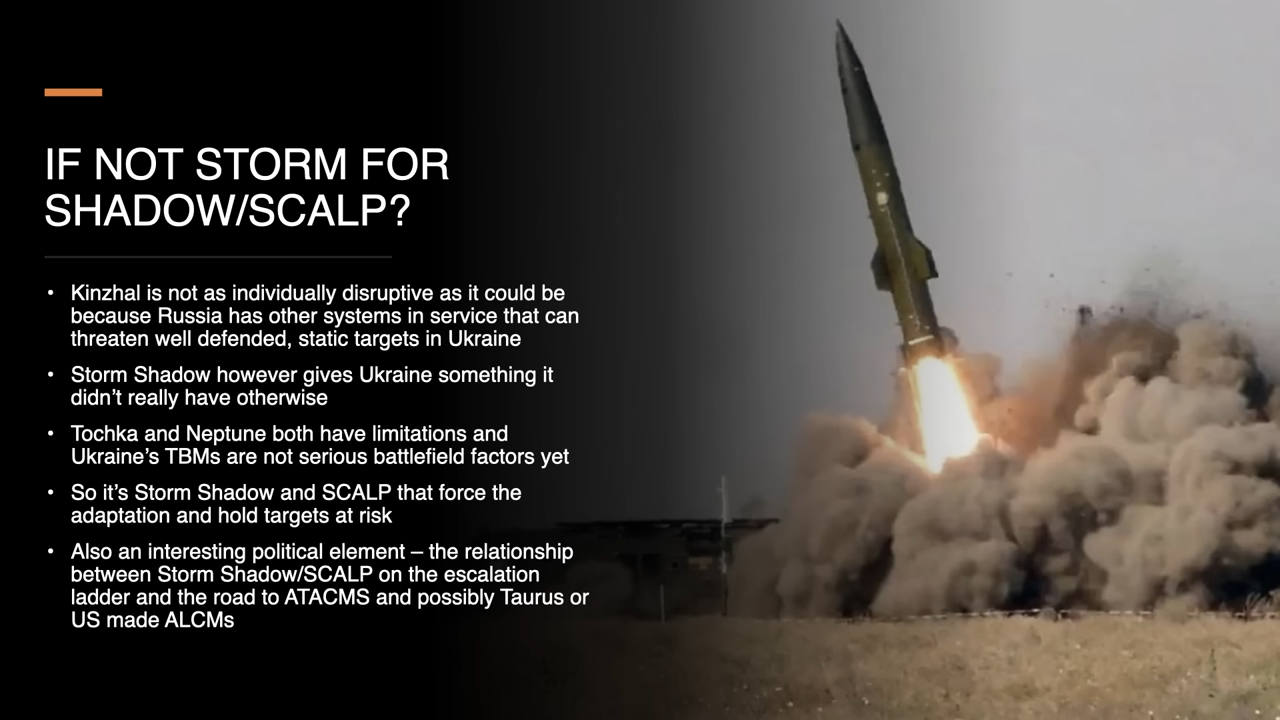 IF NOT STORM FOR
SHADOW/SCALP?
• Kinzhal is not as individually disruptive as it could be
because Russia has other systems in service that can
threaten well defended, static targets in Ukraine
• Storm Shadow however gives Ukraine something it
didn’t really have otherwise
• Tochka and Neptune both have limitations and
Ukraine’s TBMs are not serious battlefield factors yet
• So it’s Storm Shadow and SCALP that force the
adaptation and hold targets at risk
• Also an interesting political element – the relationship
between Storm Shadow/SCALP on the escalation
ladder and the road to ATACMS and possibly Taurus or
US made ALCMs